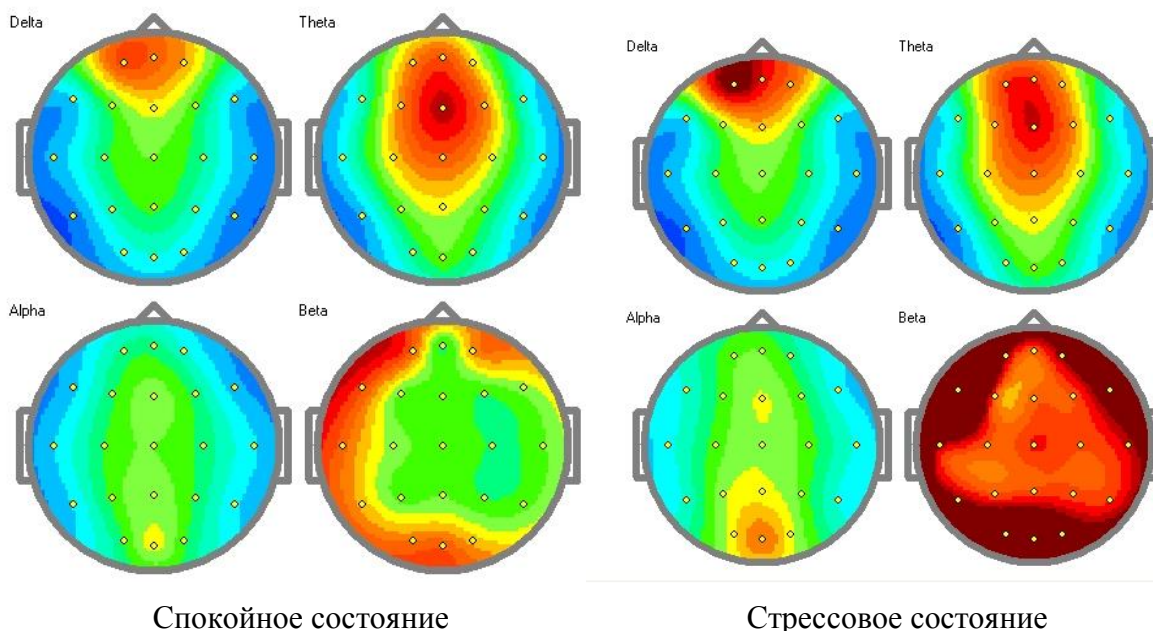 Delta
Theta
Delta
Theta
Alpha
Beta
Alpha
Beta
Спокойное состояние
Стрессовое состояние